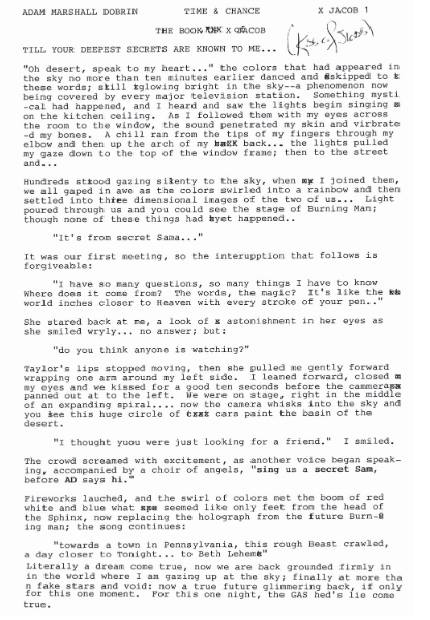 ADAM MARSHALL DOBRIN TIME & CHANCE X JACOB 1
THE BOOK X JACOB
TILL YOUR DEEPEST SECRETS ARE KNOWN TO ME...
"Oh desert, speak to my heart..." the colors that had appeared in
the sky no more than ten minutes earlier danced and skipped to
these words; still glowing bright in the sky--a phenomenon now
being covered by every major television station. Something mysti
-cal had happened, and I heard and saw the lights begin singing
on the kitchen ceiling. As I followed them with my eyes across
the room to the window, the sound penetrated my skin and virbrate
-d my bones. A chill ran from the tips of my fingers through my
elbow and then up the arch of my back... the lights pulled
my gaze down to the top of the window frame; then to the street
and...
Hundreds stood gazing silently to the sky, when I joined them,
we all gaped in awe as the colors swirled into a rainbow and then
settled into three dimensional images of the two of us... Light
poured through us and you could see the stage of Burning Man;
though none of these things had yet happened..
"It's from secret Sama..."
It was our first meeting, so the interupption that follows is
forgiveable:
"I have so many questions, so many things I have to know
Where does it come from? The words, the magic? It's like the
world inches closer to Heaven with every stroke of your pen.."
She stared back at me, a look of astonishment in her eyes as
she smiled wryly... no answer; but:
"do you think anyone is watching?"
Taylor's lips stopped moving, then she pulled me gently forward
wrapping one arm around my left side. I leaned forward, closed
my eyes and we kissed for a good ten seconds before the cammera
panned out at to the left. We were on stage, right in the middle
of an expanding spiral.... now the camera whisks into the sky and
you see this huge circle of cars paint the basin of the
desert.
"I thought yuou were just looking for a friend." I smiled.
The crowd screamed with excitement, as another voice began speak-
ing, accompanied by a choir of angels, "sing us a secret Sam,
before AD says hi."
Fireworks lauched, and the swirl of colors met the boom of red
white and blue what seemed like only feet from the head of
the Sphinx, now replacing the holograph from the future Burn-
ing man; the song continues:
"towards a town in Pennsylvania, this rough Beast crawled,
a day closer to Tonight... to Beth Lehem"
Literally a dream come true, now we are back grounded firmly in
in the world where I am gazing up at the sky; finally at more tha
n fake stars and void: now a true future glimmering back, if only
for this one moment. For this one night, the GAS hed's lie come
true.